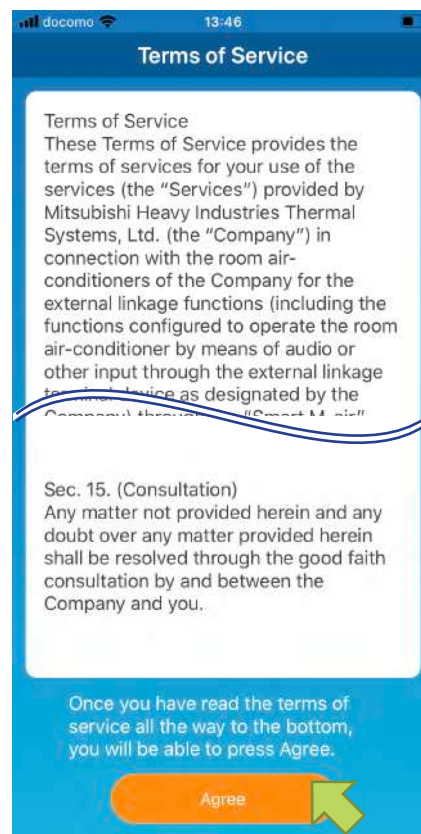 docomo 13:46
Terms of Service
Terms of Service
These Terms of Service provides the
terms of services for your use of the
services (the “Services”) provided by
Mitsubishi Heavy Industries Thermal
Systems, Ltd. (the “Company”) in
connection with the room air-
conditioners of the Company for the
external linkage functions (including the
functions configured to operate the room
air-conditioner by means of audio or
other input through the external linkage
terminal device as designated by the
Company) through "Smart M-air"
Sec. 15. (Consultation)
Any matter not provided herein and any
doubt over any matter provided herein
shall be resolved through the good faith
consultation by and between the
Company and you.
Once you have read the terms of
service all the way to the bottom,
you will be able to press Agree.
Agree